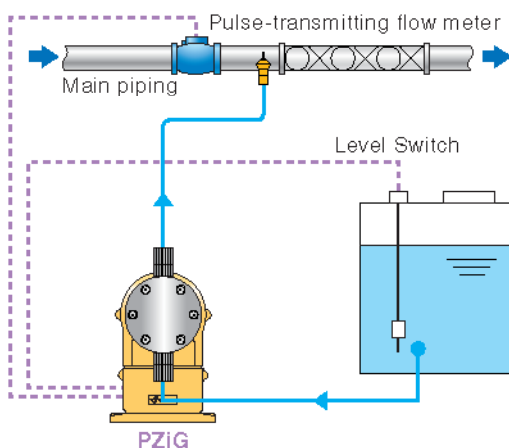 Pulse-transmitting flow meter
Main piping
Level Switch
PZiG